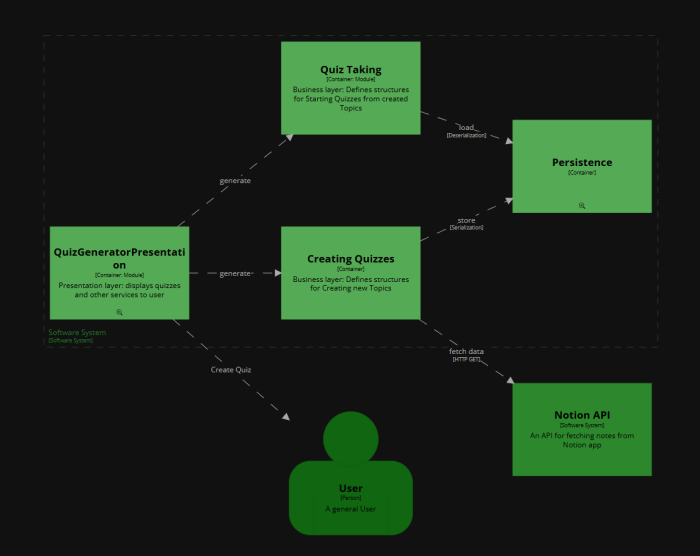 Quiz Taking
[Container: Module]
Business layer: Defines structures
for Starting Quizzes from created
Topics
load
[Deserialization]
Persistence
[Container]
generate
QuizGeneratorPresentati
on
[Container: Module]
Presentation layer: displays quizzes
and other services to user
generate
Creating Quizzes
[Container]
Business layer: Defines structures
for Creating new Topics
store
[Serialization]
Software System
[Software System]
fetch data
[HTTP GET]
Create Quiz
Notion API
[Software System]
An API for fetching notes from
Notion app
User
[Person]
A general User